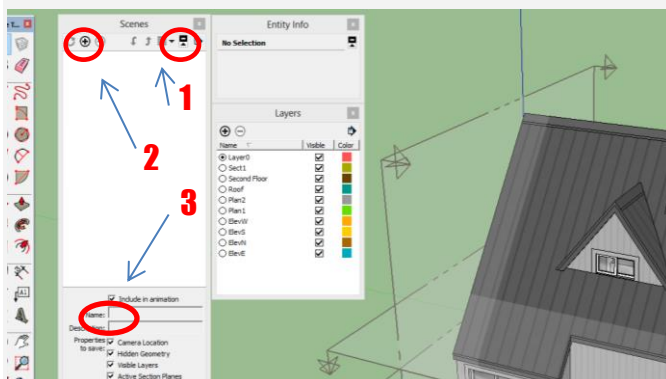 Scenes
1
2
3
Include in animation
Name:
Description:
Properties
to save:
Camera Location
Hidden Geometry
Visible Layers
Active Section Planes
Entity Info
No Selection
Layers
Name Visible Color
Layer0
Sect1
Second Floor
Roof
Plan2
Plan1
ElevW
ElevS
ElevN
ElevE
A1